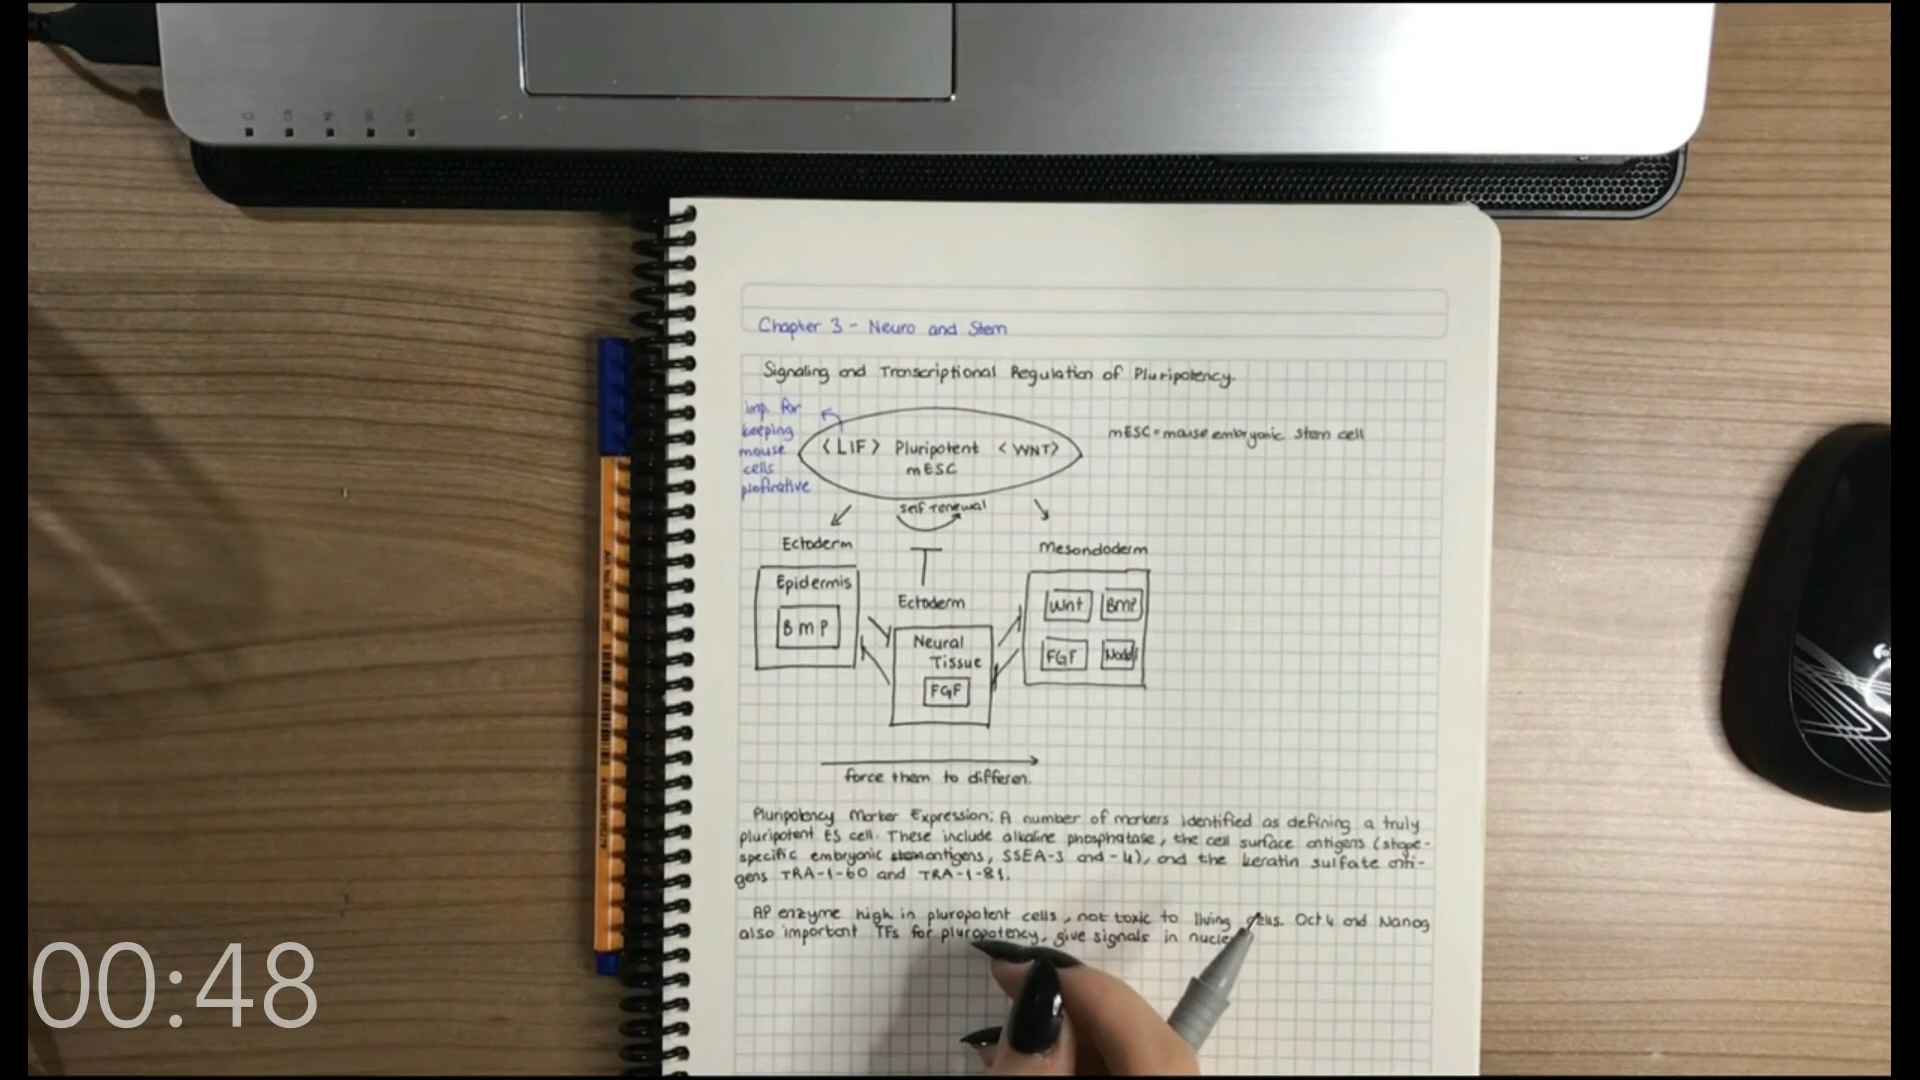 Chapter 3 - Neuro and Stem
Signaling and Transcriptional Regulation of Pluripotency.
imp. for
keeping
mouse
cells
plofirative
<LIF> Pluripotent <WNT>
mESC
mESC = mouse embryonic stem cell
self renewal
Ectoderm
Mesondoderm
Epidermis
BMP
Ectoderm
Neural
Tissue
FGF
Wnt BMP
FGF Nodal
force them to differen.
Pluripotency Marker Expression: A number of markers identified as defining a truly
pluripotent ES cell. These include alkaline phosphatase, the cell surface antigens (stage-
specific embryonic antigens, SSEA-3 and -4), and the keratin sulfate anti-
gens TRA-1-60 and TRA-1-81.
AP enzyme high in pluropotent cells, not toxic to living cells. Oct4 and Nanog
also important TFs for pluropotency, give signals in
00:48